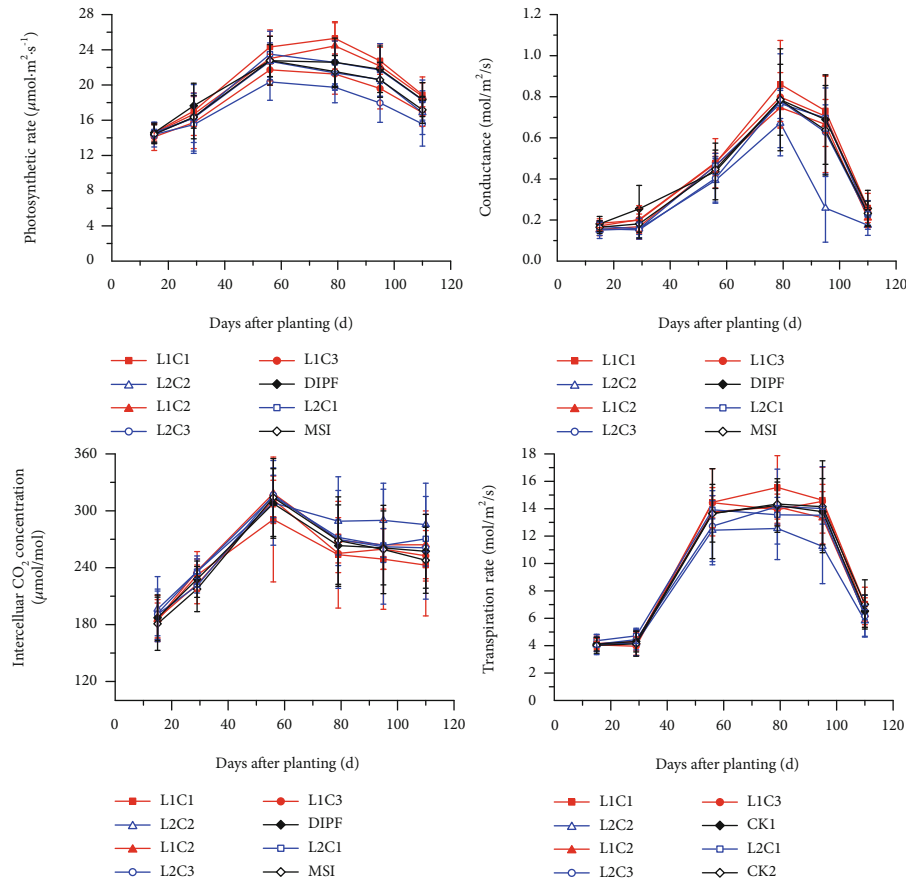 28
24
20
16
12
8
4
0
Photosynthetic rate (μmol·m⁻²·s⁻¹)
0 20 40 60 80 100 120
Days after planting (d)
L1C1 L1C3
L2C2 DIPF
L1C2 L2C1
L2C3 MSI
1.0
0.8
0.6
0.4
0.2
0.0
Conductance (mol/m²/s)
0 20 40 60 80 100 120
Days after planting (d)
L1C1 L1C3
L2C2 DIPF
L1C2 L2C1
L2C3 MSI
360
300
240
180
120
Intercelluar CO₂ concentration
(μmol/mol)
0 20 40 60 80 100 120
Days after planting (d)
L1C1 L1C3
L2C2 DIPF
L1C2 L2C1
L2C3 MSI
18
16
14
12
10
8
6
4
2
0
Transpiration rate (mol/m²/s)
0 20 40 60 80 100 120
Days after planting (d)
L1C1 L1C3
L2C2 CK1
L1C2 L2C1
L2C3 CK2